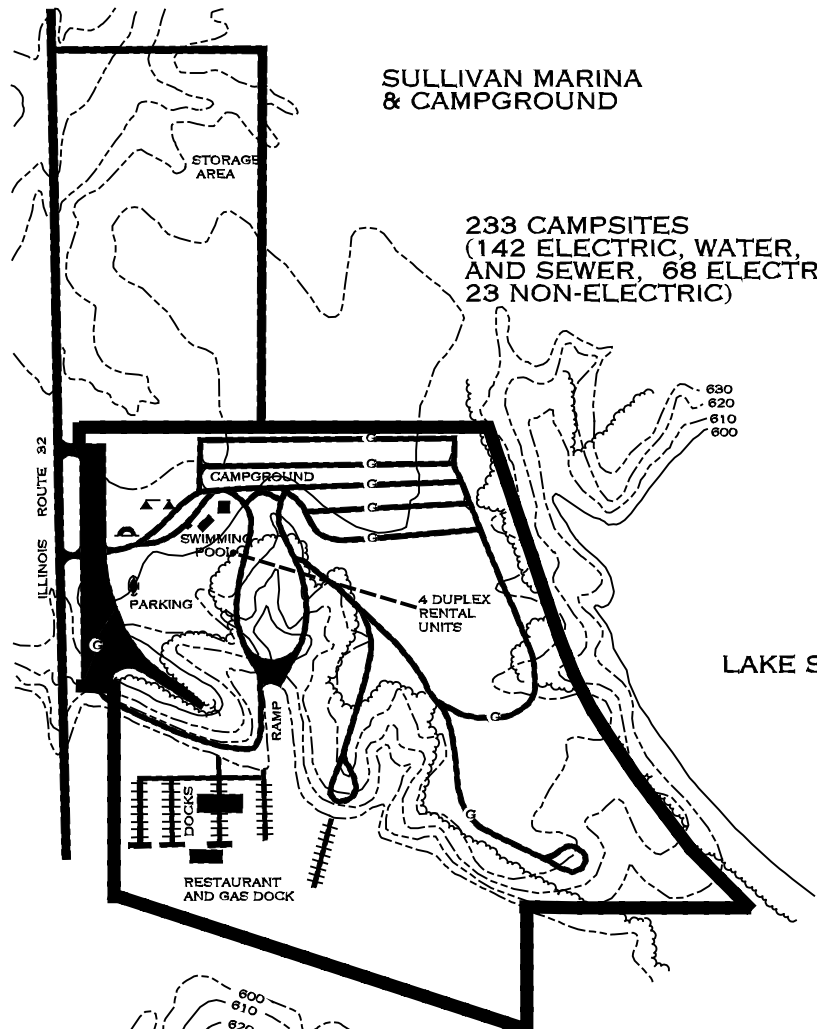 SULLIVAN MARINA
& CAMPGROUND
STORAGE
AREA
233 CAMPSITES
(142 ELECTRIC, WATER,
AND SEWER, 68 ELECTR
23 NON-ELECTRIC)
630
620
610
600
ILLINOIS ROUTE 32
G
G
CAMPGROUND
G
G
G
SWIMMING
POOL
PARKING
4 DUPLEX
RENTAL
UNITS
G
LAKE S
RAMP
G
DOCKS
G
RESTAURANT
AND GAS DOCK
600
610
620